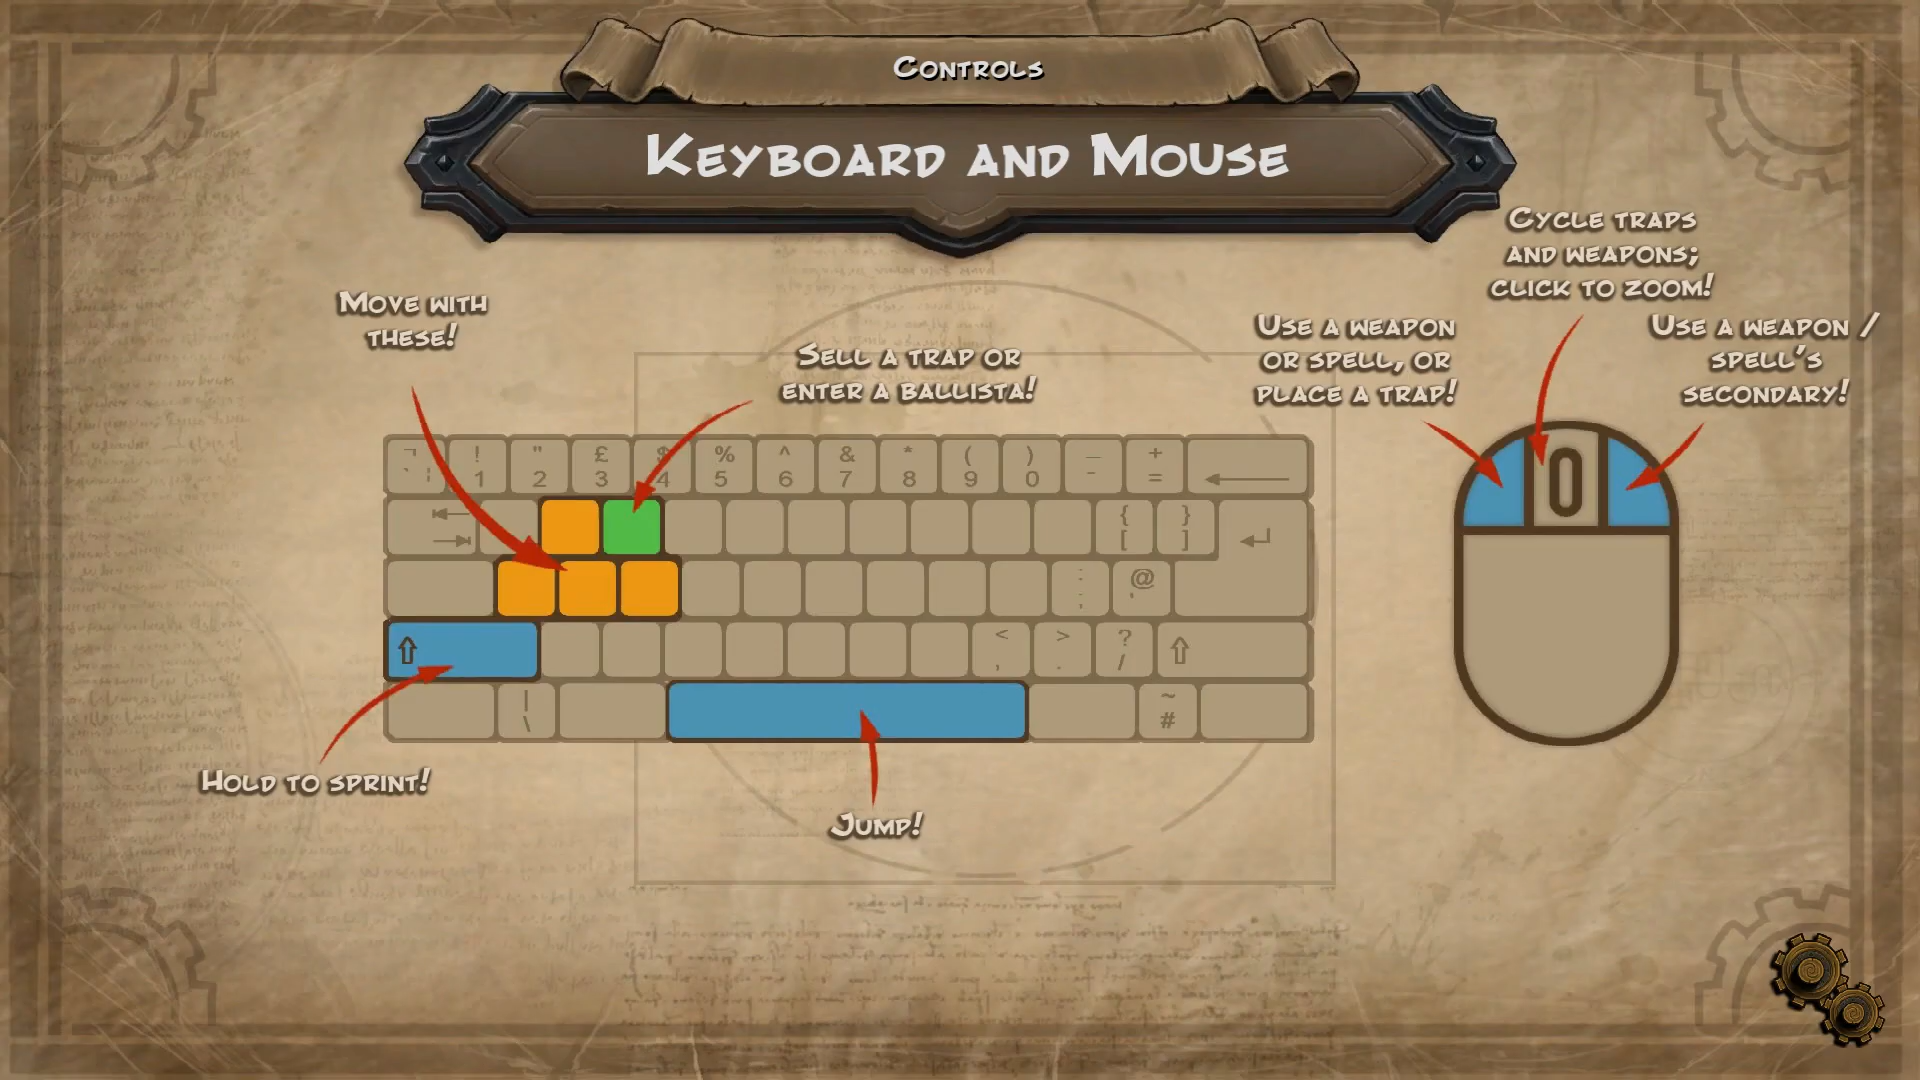 Controls
Keyboard and Mouse
Cycle traps
and weapons;
click to zoom!
Move with
these!
Sell a trap or
enter a ballista!
Use a weapon
or spell, or
place a trap!
Use a weapon /
spell's
secondary!
¬ ! " £ $ % ^ & * ( ) _ +
` ¦ 1 2 3 4 5 6 7 8 9 0 - =
{ }
[ ]
: @
; '
< > ?
, . /
| ~
\ #
Hold to sprint!
Jump!